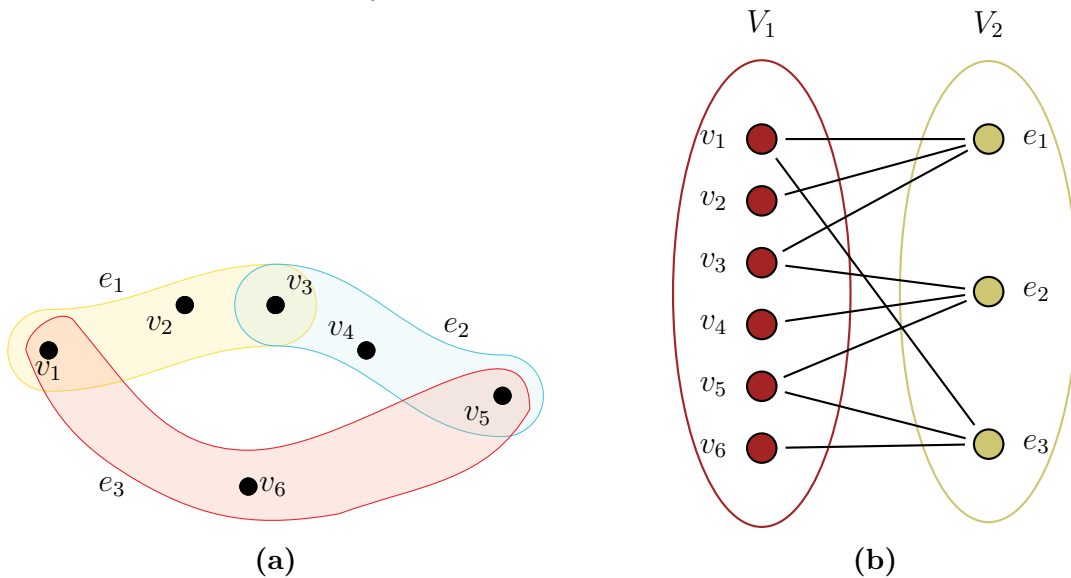 e₁
v₃
v₂
v₄
e₂
v₁
v₅
e₃
v₆
(a)
V₁
V₂
v₁
e₁
v₂
v₃
e₂
v₄
v₅
v₆
e₃
(b)